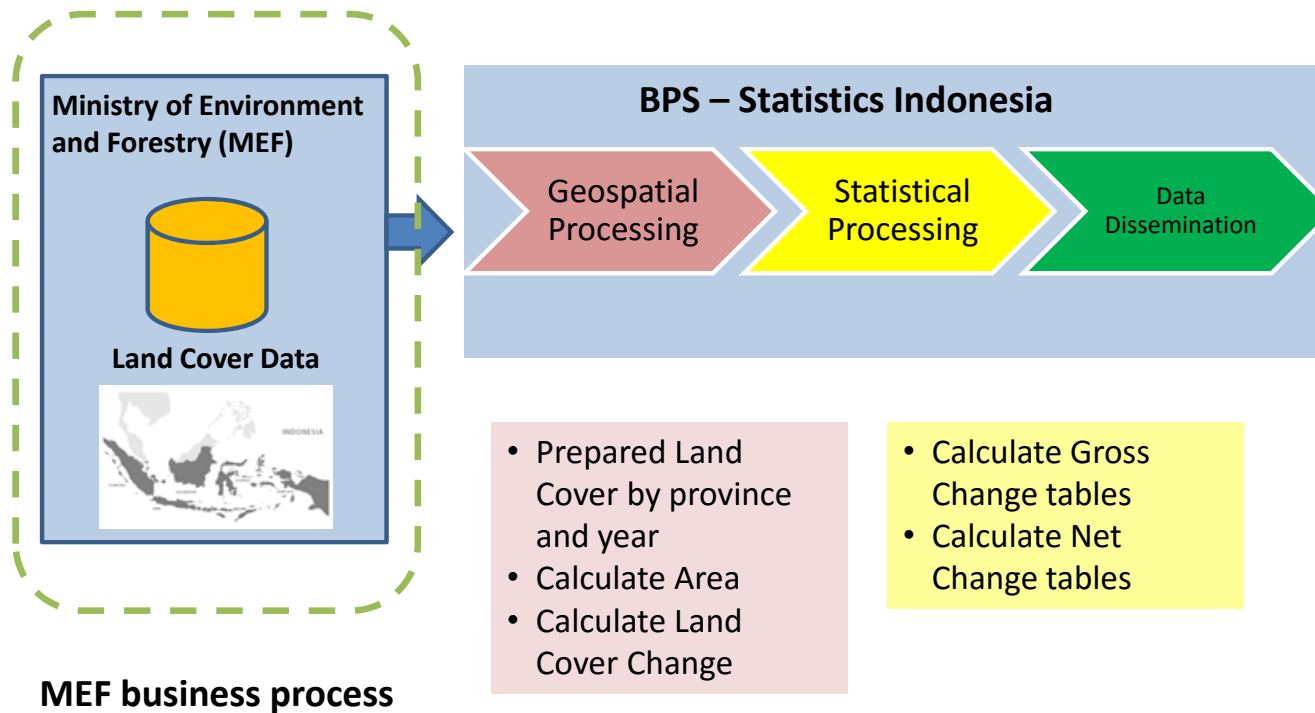 Ministry of Environment
and Forestry (MEF)
Land Cover Data
INDONESIA
BPS – Statistics Indonesia
Geospatial
Processing
Statistical
Processing
Data
Dissemination
• Prepared Land
Cover by province
and year
• Calculate Area
• Calculate Land
Cover Change
• Calculate Gross
Change tables
• Calculate Net
Change tables
MEF business process